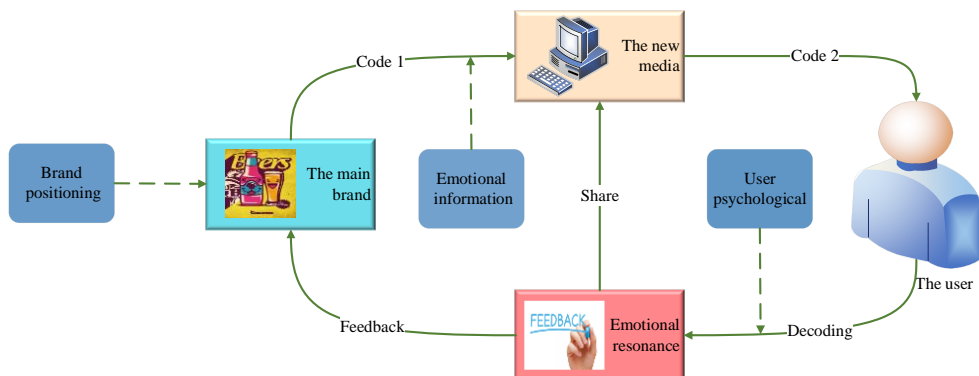 Code 1
The new
media
Code 2
Brand
positioning
Beers
The main
brand
Emotional
information
Share
User
psychological
The user
Feedback
FEEDBACK
Emotional
resonance
Decoding